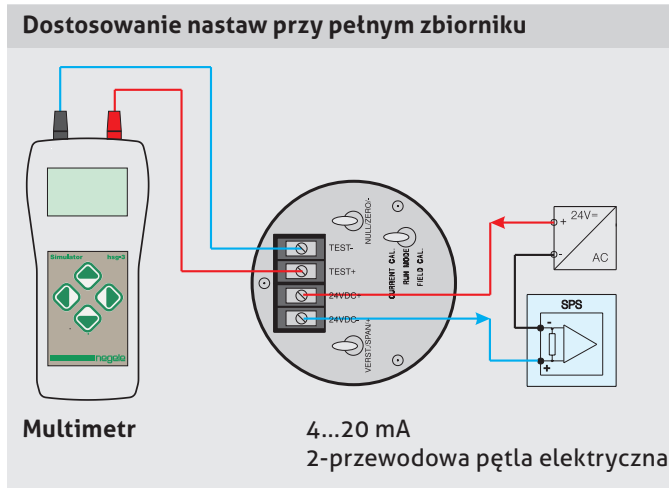 Dostosowanie nastaw przy pełnym zbiorniku
Simulator hsg•3
negele
NULL/ZERO/-
TEST-
TEST+
24VDC+
24VDC-
CURRENT CAL.
RUN MODE
FIELD CAL.
VERST./SPAN/+
+ 24V=
-
AC
SPS
-
+
Multimetr
4...20 mA
2-przewodowa pętla elektryczna